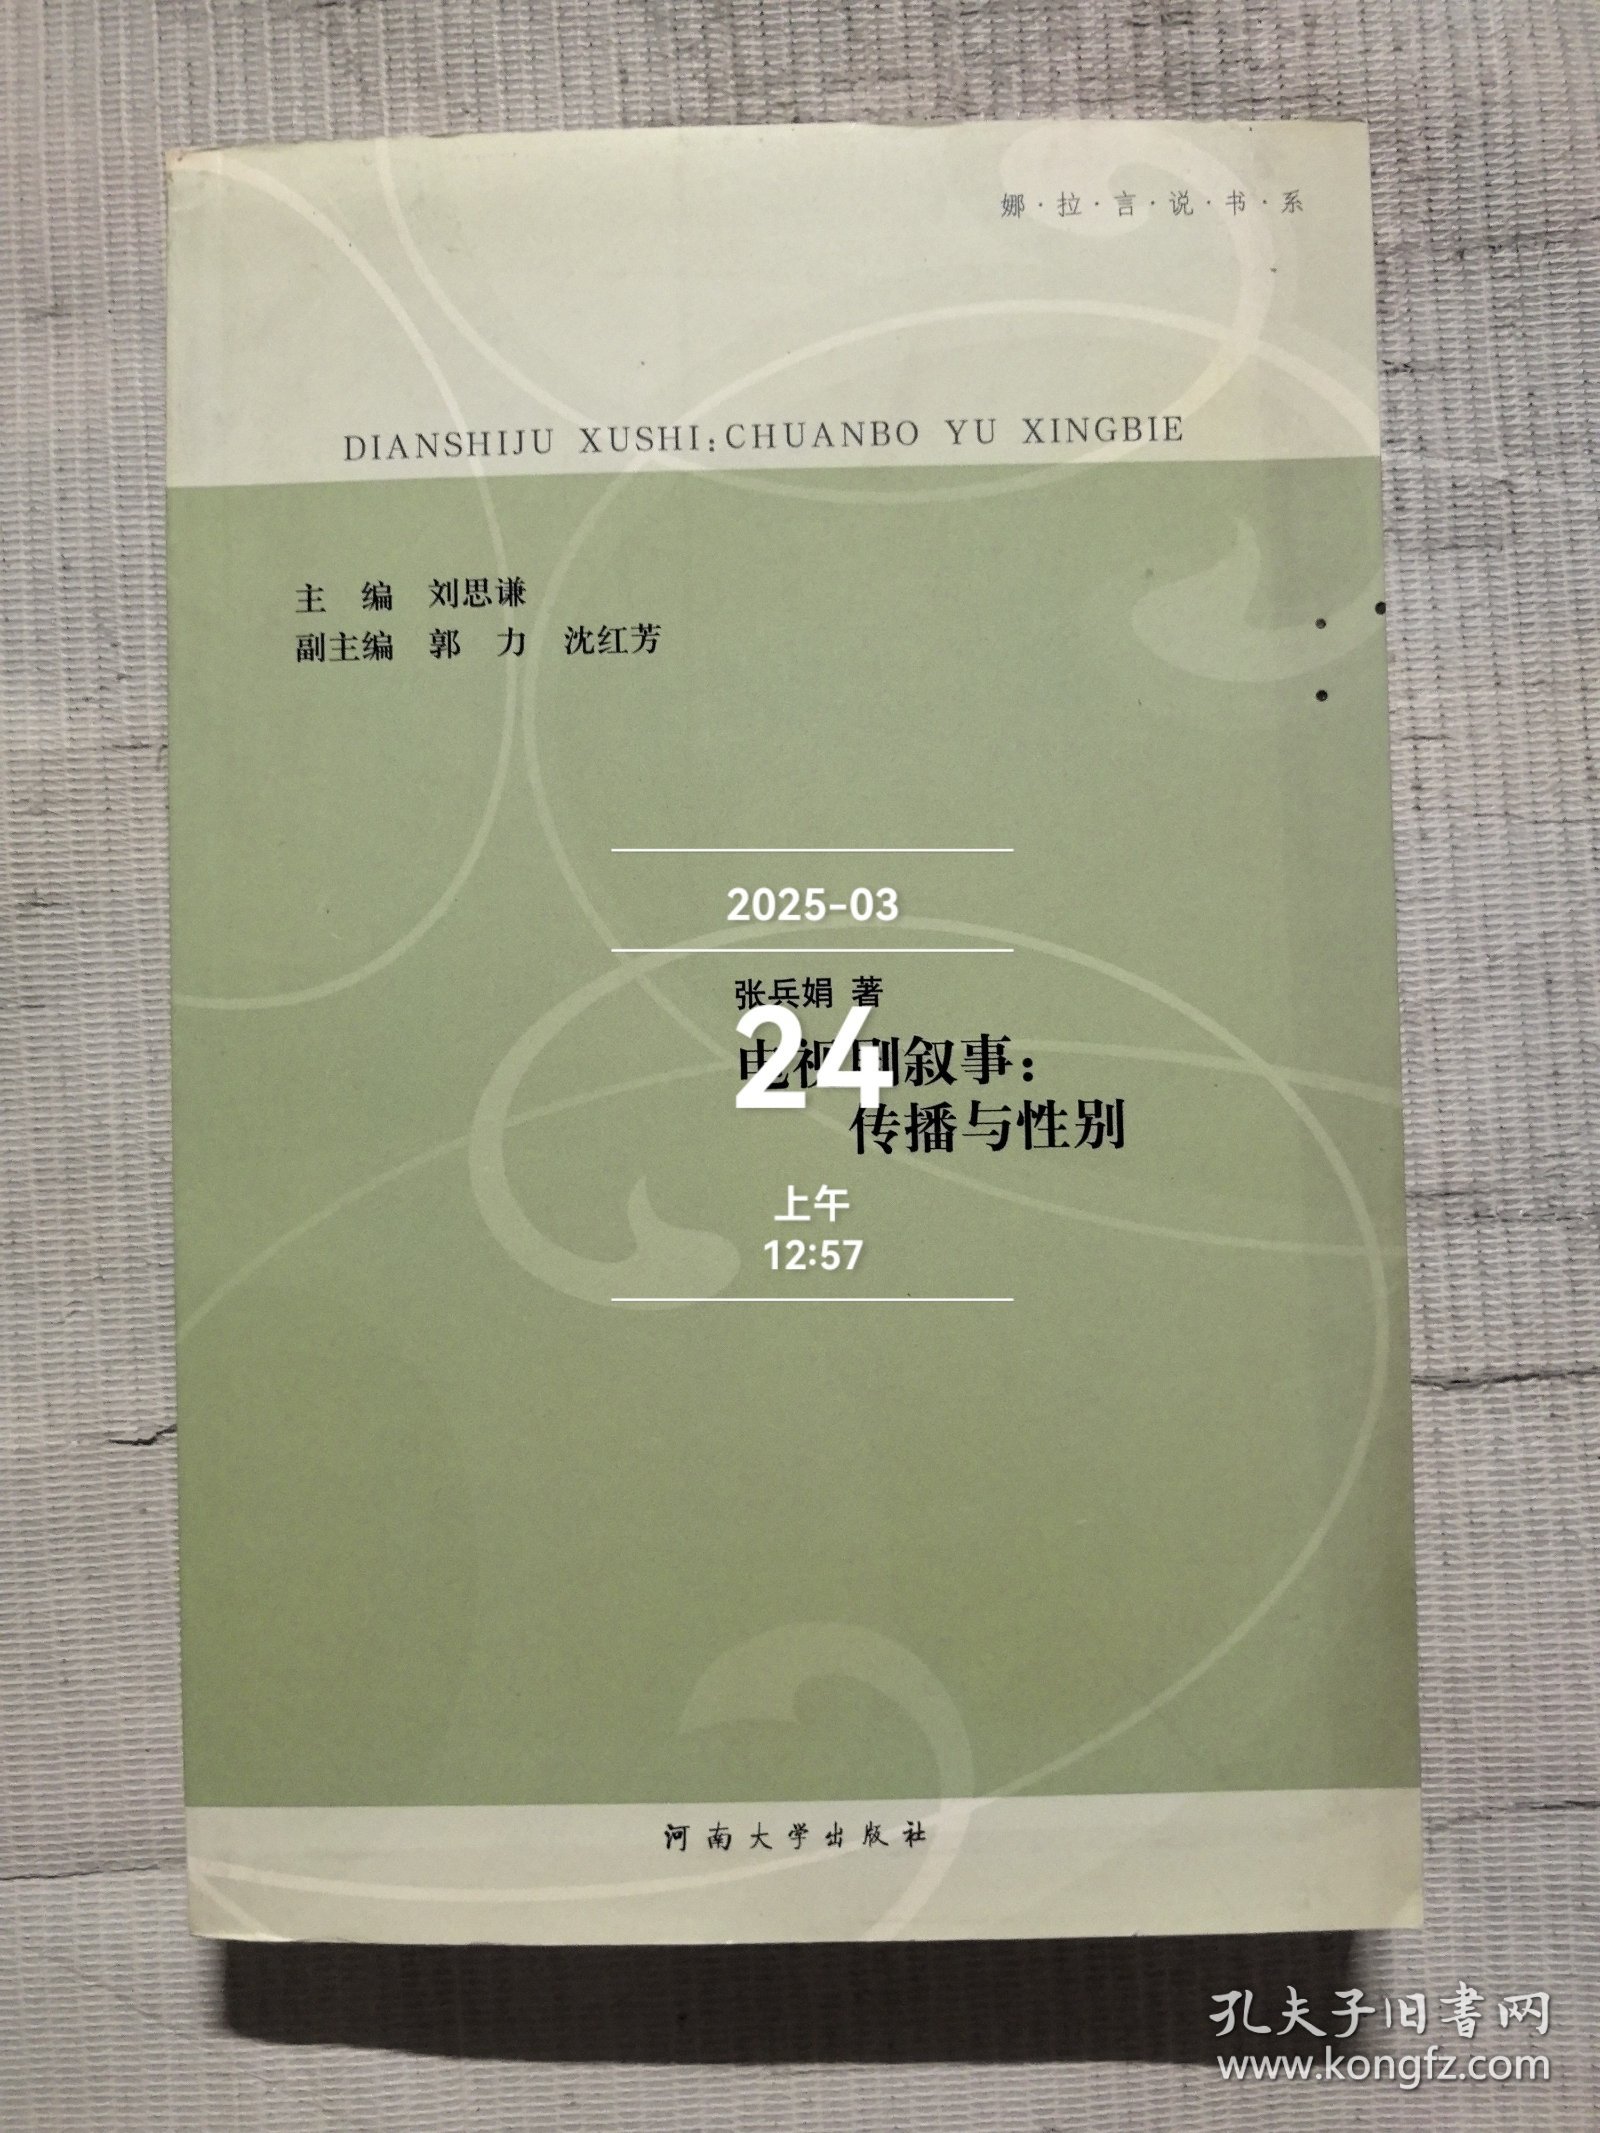 娜·拉·言·说·书·系
DIANSHIJU XUSHI:CHUANBO YU XINGBIE
主 编 刘思谦
副主编 郭 力 沈红芳
2025-03
张兵娟 著
24
电视剧叙事:
传播与性别
上午
12:57
河南大学出版社
孔夫子旧书网
www.kongfz.com